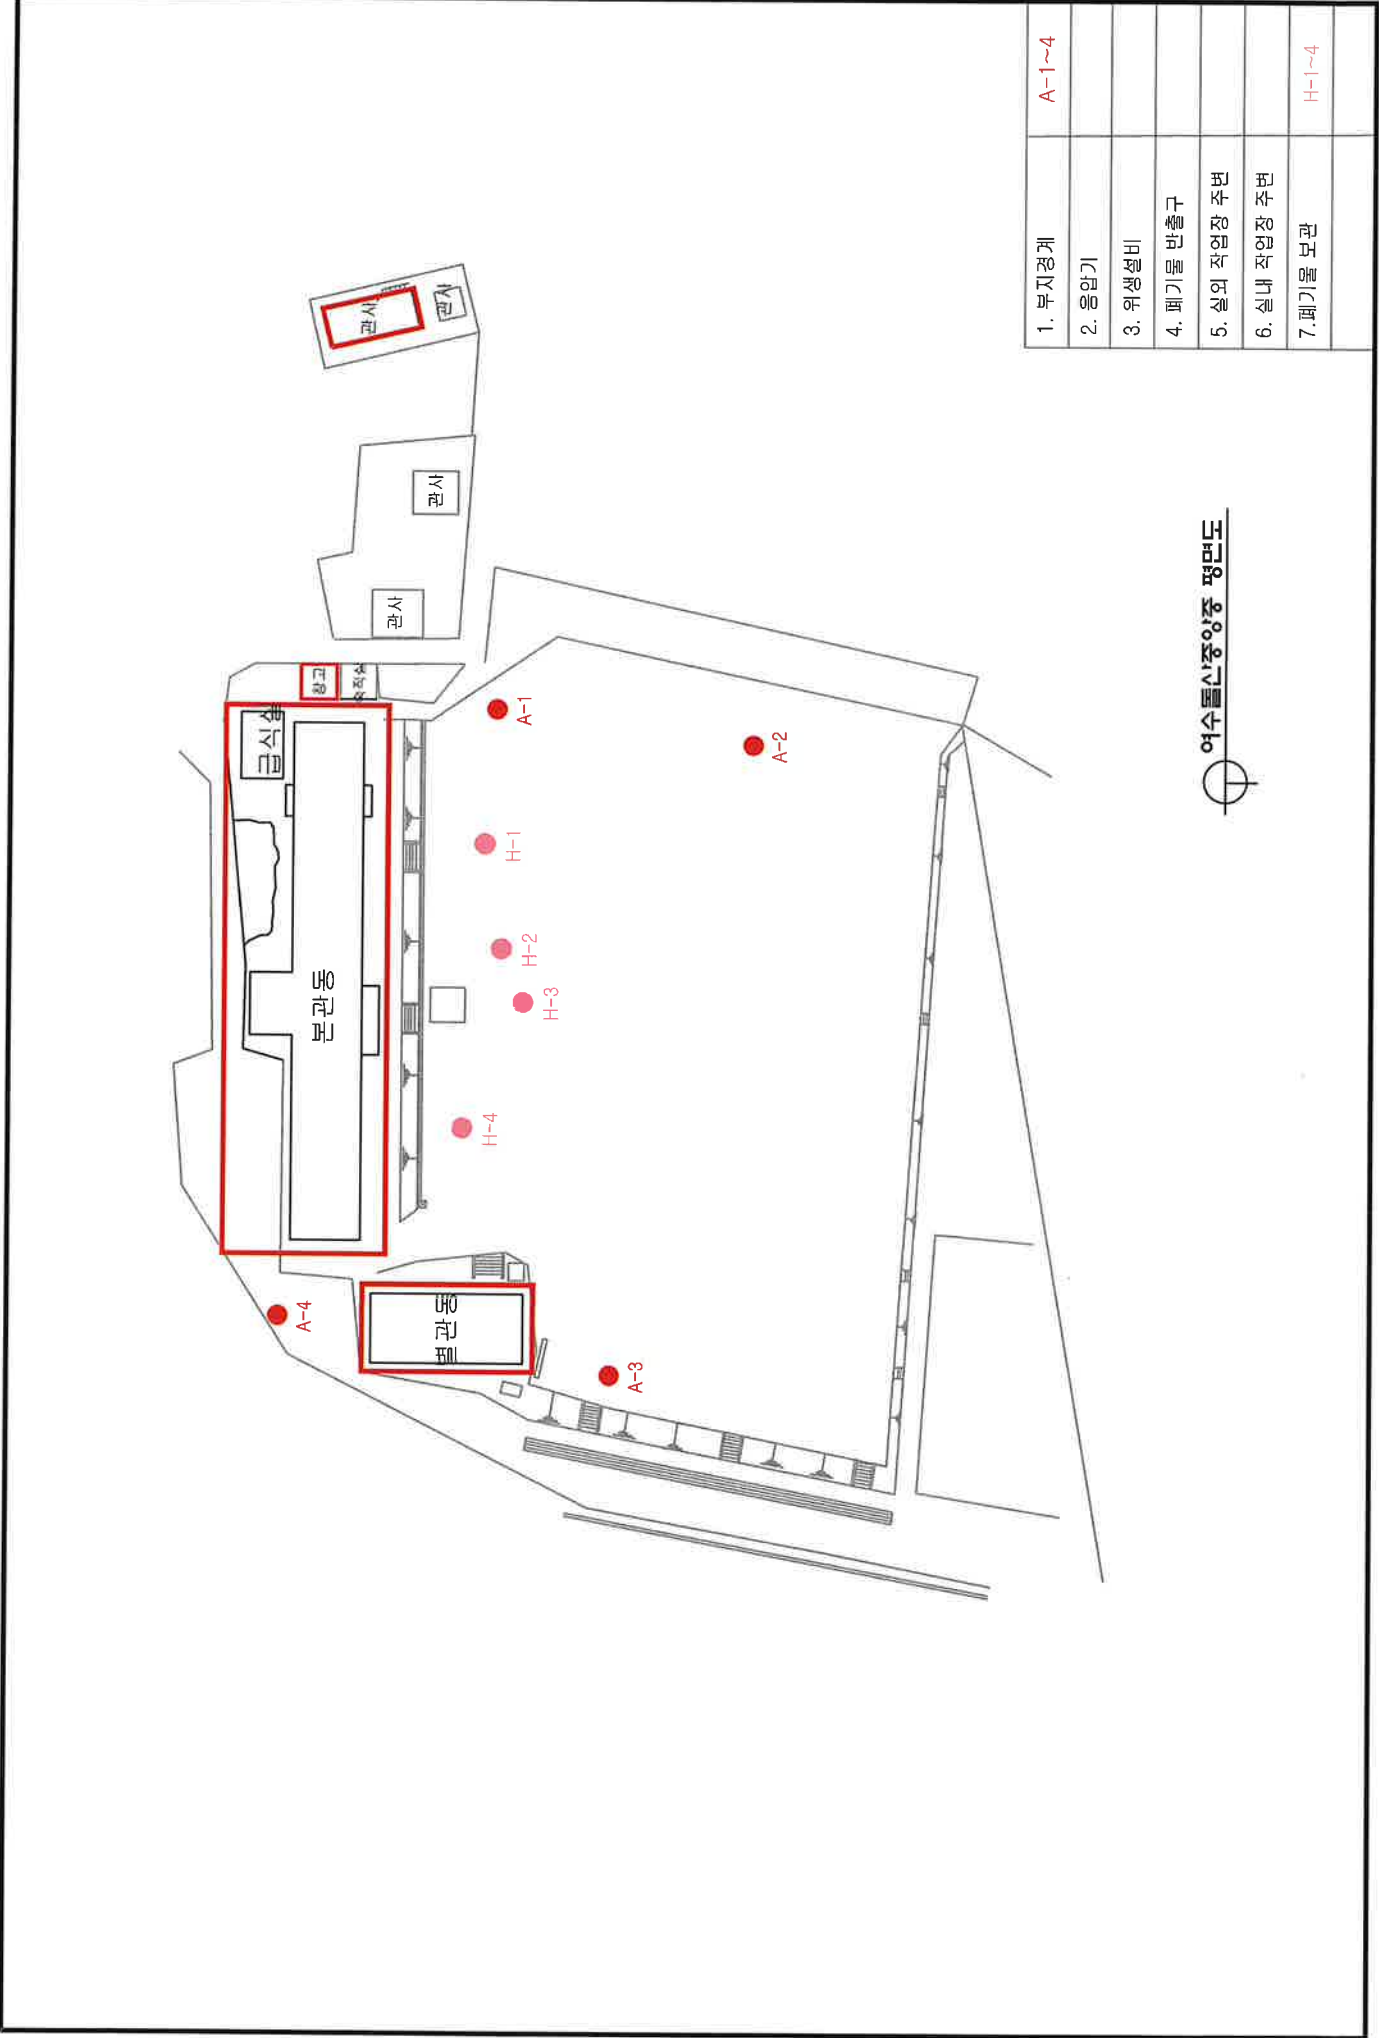 관사
관사
관사
관사
창고
숙직실
급식실
본관동
별관동
A-1
A-2
A-3
A-4
H-1
H-2
H-3
H-4
여수돌산중앙중 평면도
1. 부지경계 A-1~4
2. 음압기
3. 위생설비
4. 폐기물 반출구
5. 실외 작업장 주변
6. 실내 작업장 주변
7.폐기물 보관 H-1~4